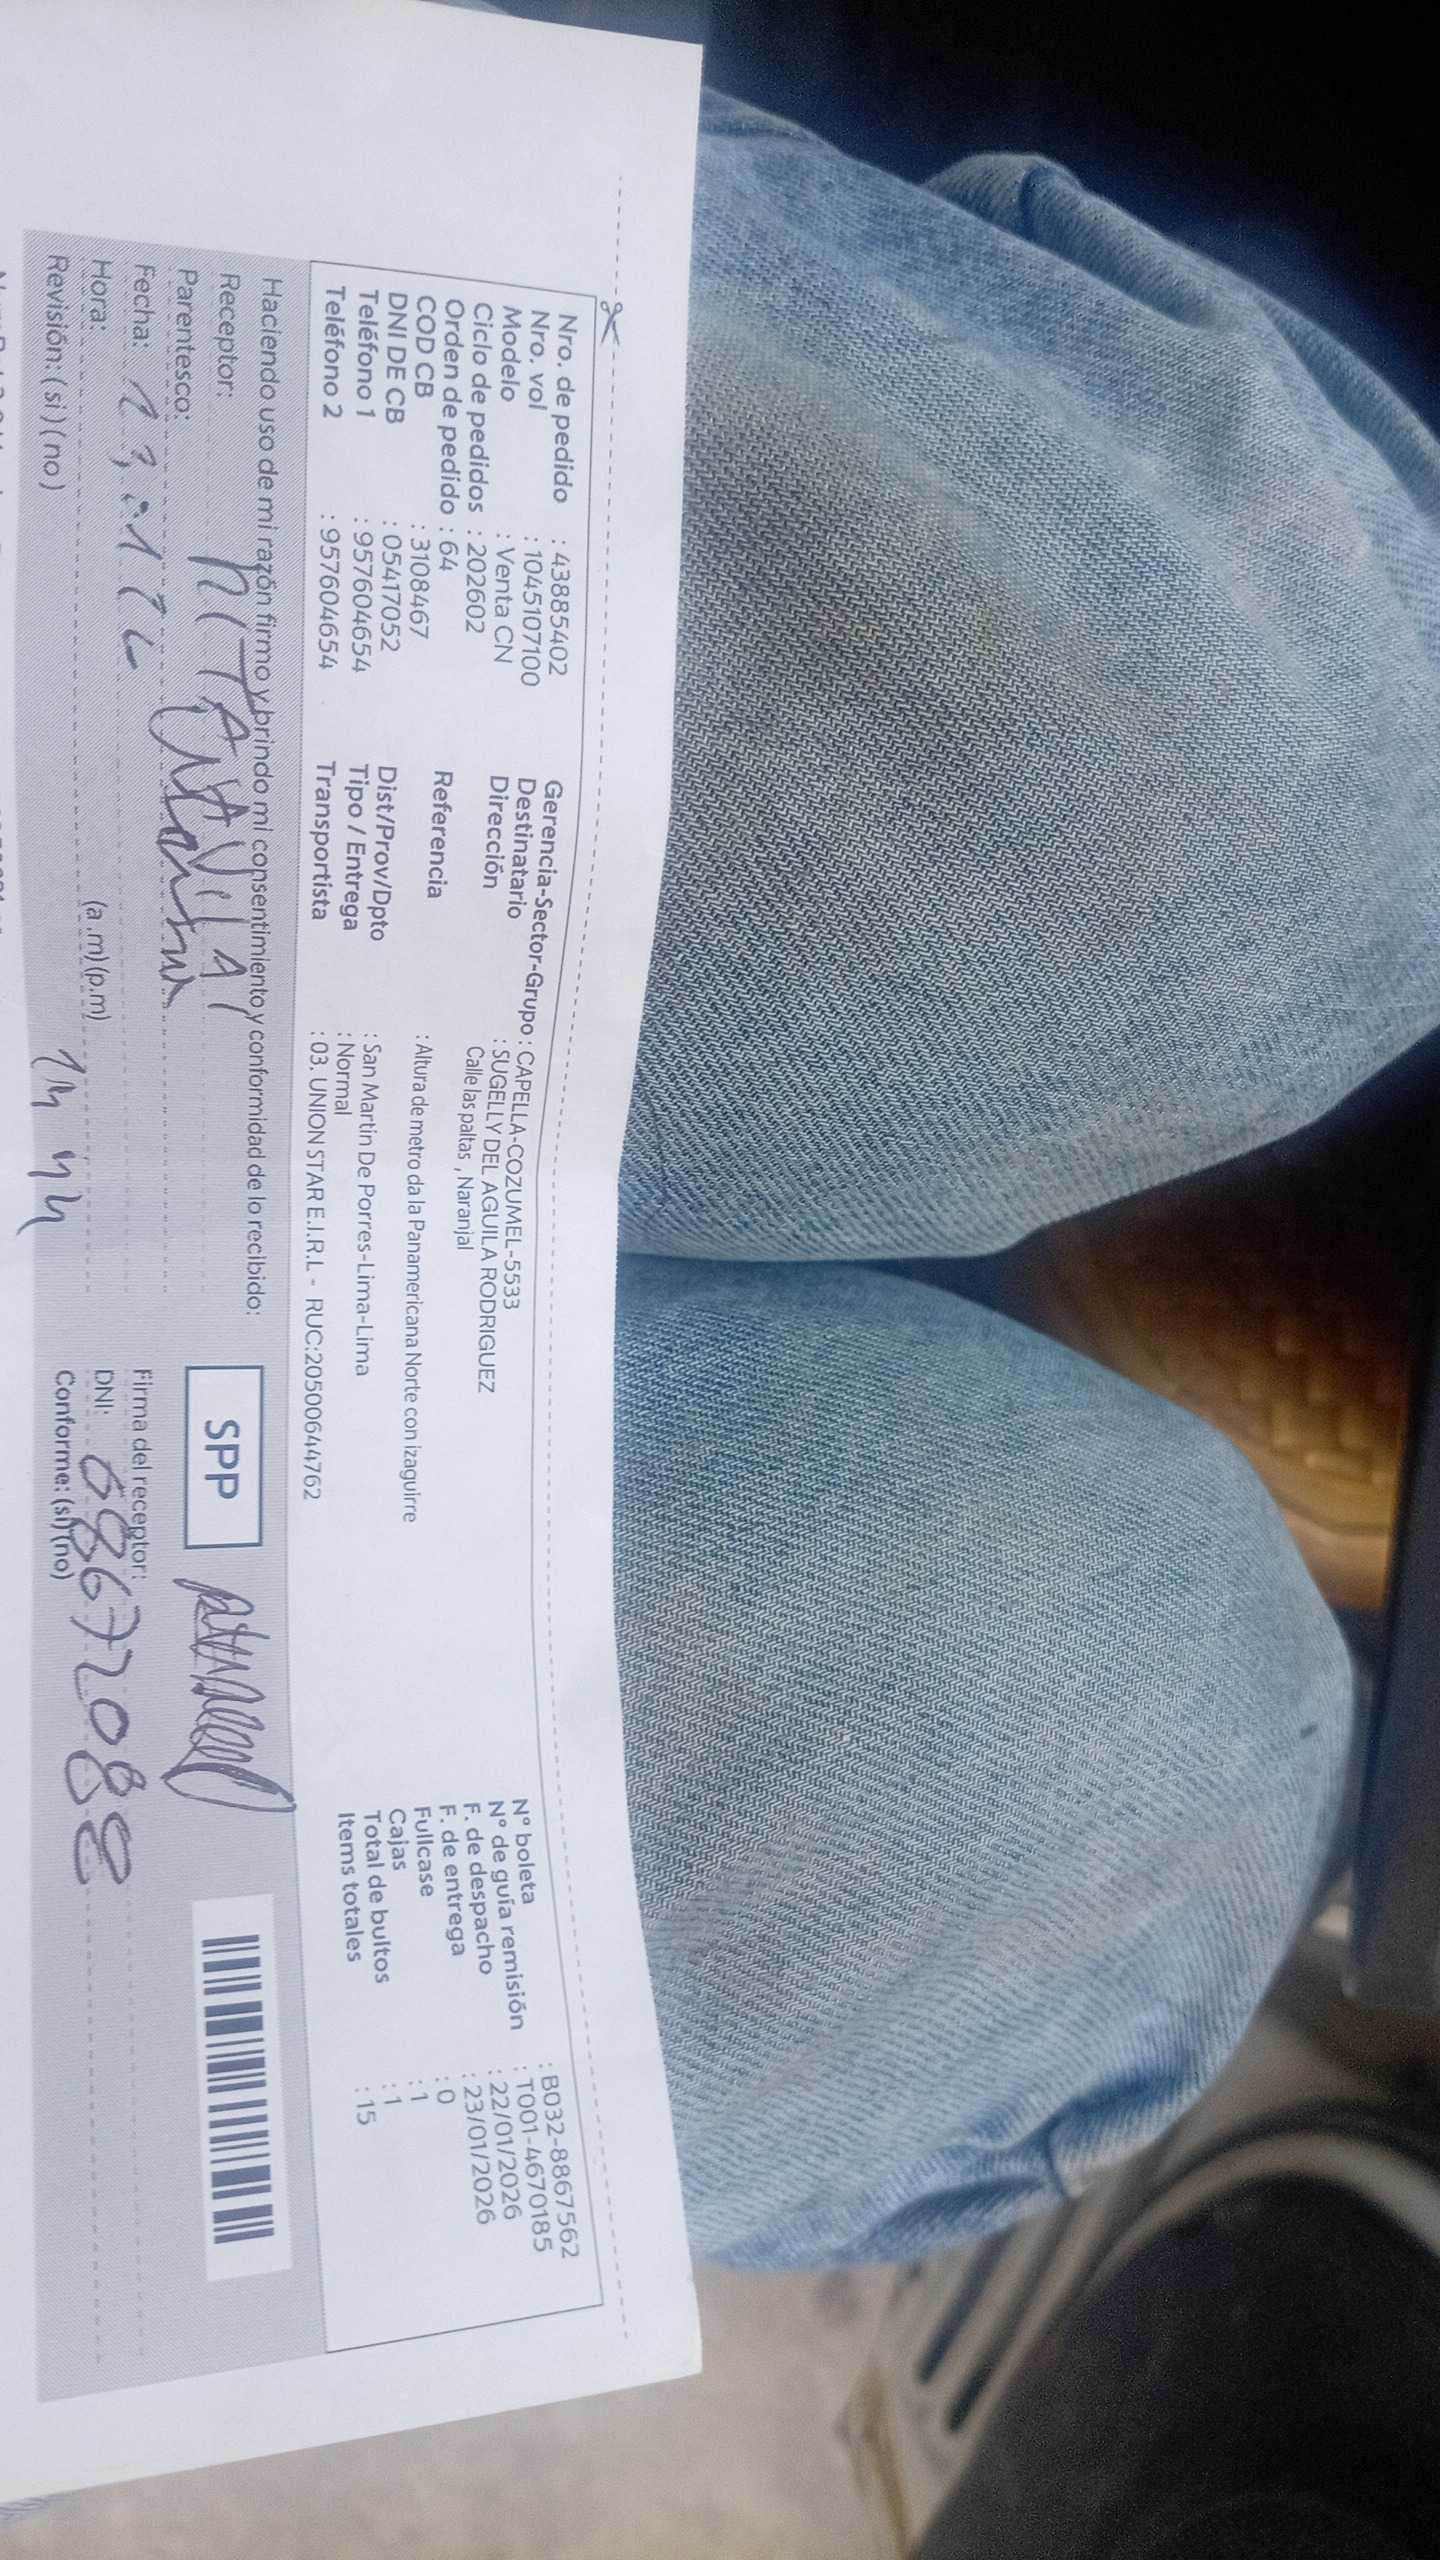 Nro. de pedido : 43885402
Nro. vol : 1045107100
Modelo : Venta CN
Ciclo de pedidos : 202602
Orden de pedido : 64
COD CB : 3108467
DNI DE CB : 05417052
Teléfono 1 : 957604654
Teléfono 2 : 957604654
Gerencia-Sector-Grupo : CAPELLA-COZUMEL-5533
Destinatario : SUGELLY DEL AGUILA RODRIGUEZ
Dirección Calle las paltas , Naranjal
Referencia : Altura de metro da la Panamericana Norte con izaguirre
Dist/Prov/Dpto : San Martin De Porres-Lima-Lima
Tipo / Entrega : Normal
Transportista : 03. UNION STAR E.I.R.L - RUC:20500644762
N° boleta : B032-8867562
N° de guía remisión : T001-4670185
F. de despacho : 22/01/2026
F. de entrega : 23/01/2026
Fullcase : 0
Cajas : 1
Total de bultos : 1
Items totales : 15
Haciendo uso de mi razón firmo y brindo mi consentimiento y conformidad de lo recibido:
Receptor:
Parentesco:
Fecha:
Hora: (a.m)(p.m)
Revisión: (si) (no)
SPP
Firma del receptor:
DNI:
Conforme: (si) (no)